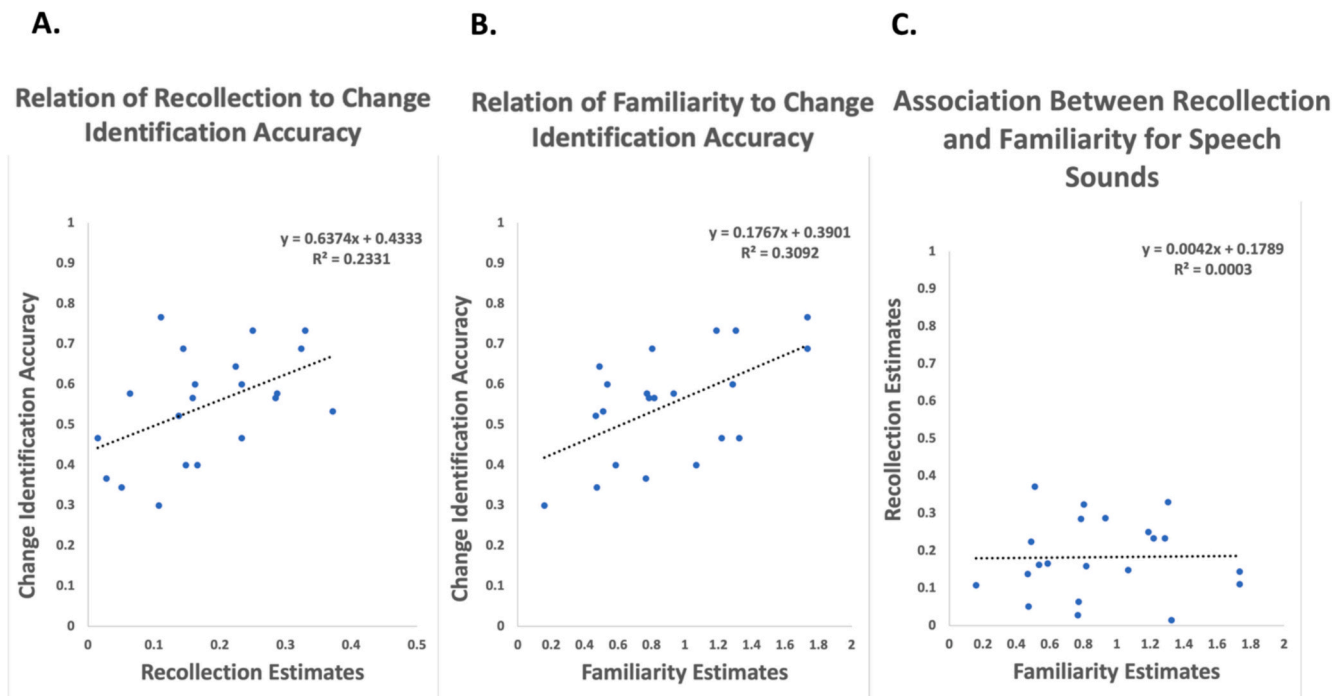 A.
Relation of Recollection to Change
Identification Accuracy
y = 0.6374x + 0.4333
R² = 0.2331
Change Identification Accuracy
1
0.9
0.8
0.7
0.6
0.5
0.4
0.3
0.2
0.1
0
0 0.1 0.2 0.3 0.4 0.5
Recollection Estimates
B.
Relation of Familiarity to Change
Identification Accuracy
y = 0.1767x + 0.3901
R² = 0.3092
Change Identification Accuracy
1
0.9
0.8
0.7
0.6
0.5
0.4
0.3
0.2
0.1
0
0 0.2 0.4 0.6 0.8 1 1.2 1.4 1.6 1.8 2
Familiarity Estimates
C.
Association Between Recollection
and Familiarity for Speech
Sounds
y = 0.0042x + 0.1789
R² = 0.0003
Recollection Estimates
1
0.9
0.8
0.7
0.6
0.5
0.4
0.3
0.2
0.1
0
0 0.2 0.4 0.6 0.8 1 1.2 1.4 1.6 1.8 2
Familiarity Estimates